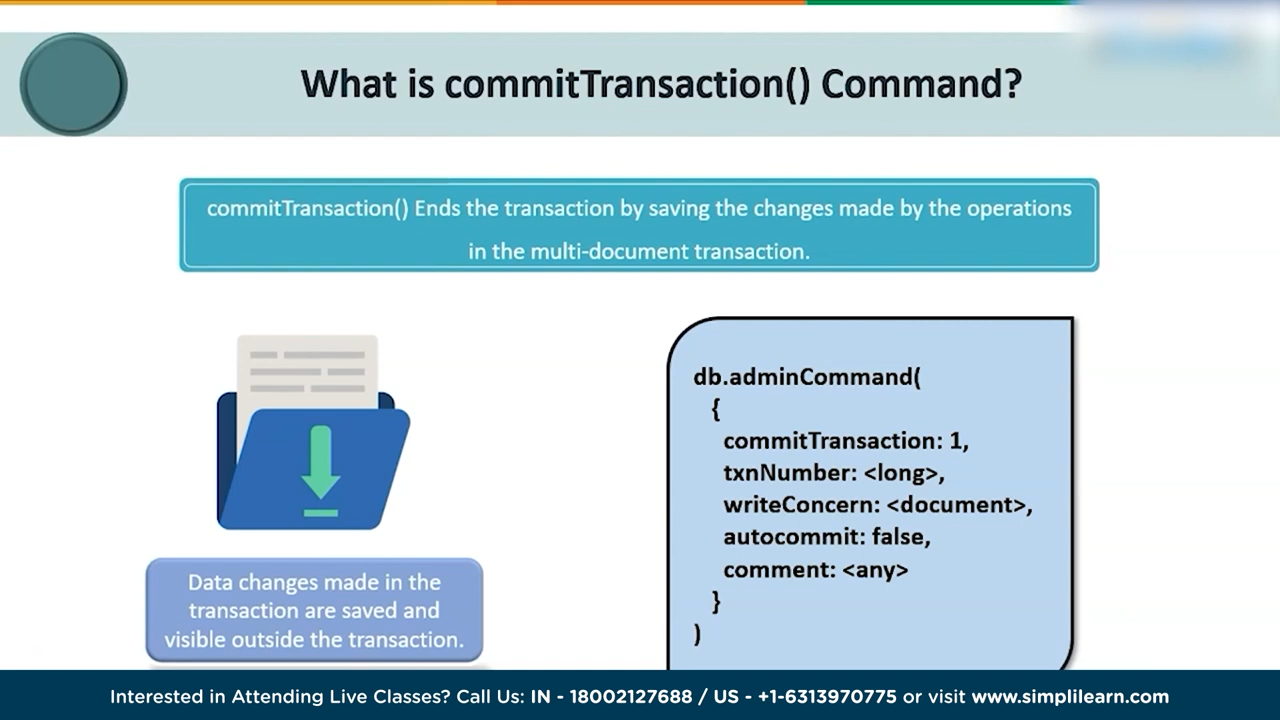 What is commitTransaction() Command?
commitTransaction() Ends the transaction by saving the changes made by the operations
in the multi-document transaction.
Data changes made in the
transaction are saved and
visible outside the transaction.
db.adminCommand(
{
commitTransaction: 1,
txnNumber: <long>,
writeConcern: <document>,
autocommit: false,
comment: <any>
}
)
Interested in Attending Live Classes? Call Us: IN - 18002127688 / US - +1-6313970775 or visit www.simplilearn.com